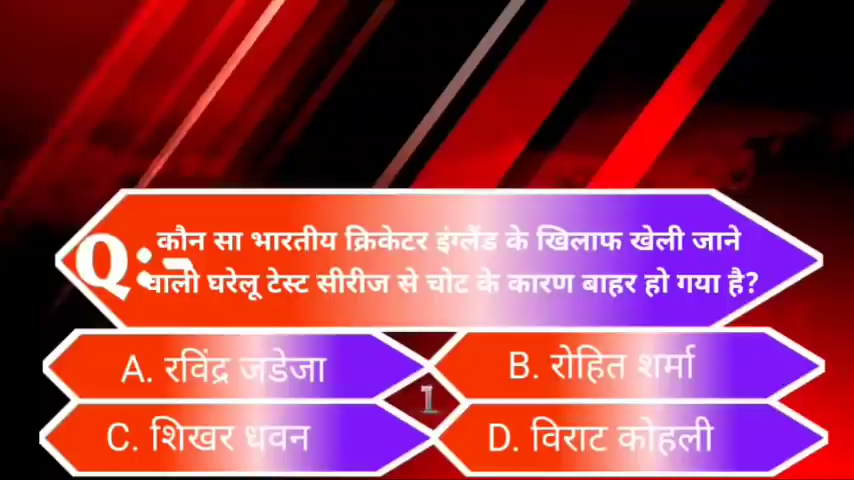 Q:-
कौन सा भारतीय क्रिकेटर इंग्लैंड के खिलाफ खेली जाने
वाली घरेलू टेस्ट सीरीज से चोट के कारण बाहर हो गया है?
A. रविंद्र जडेजा
B. रोहित शर्मा
1
C. शिखर धवन
D. विराट कोहली